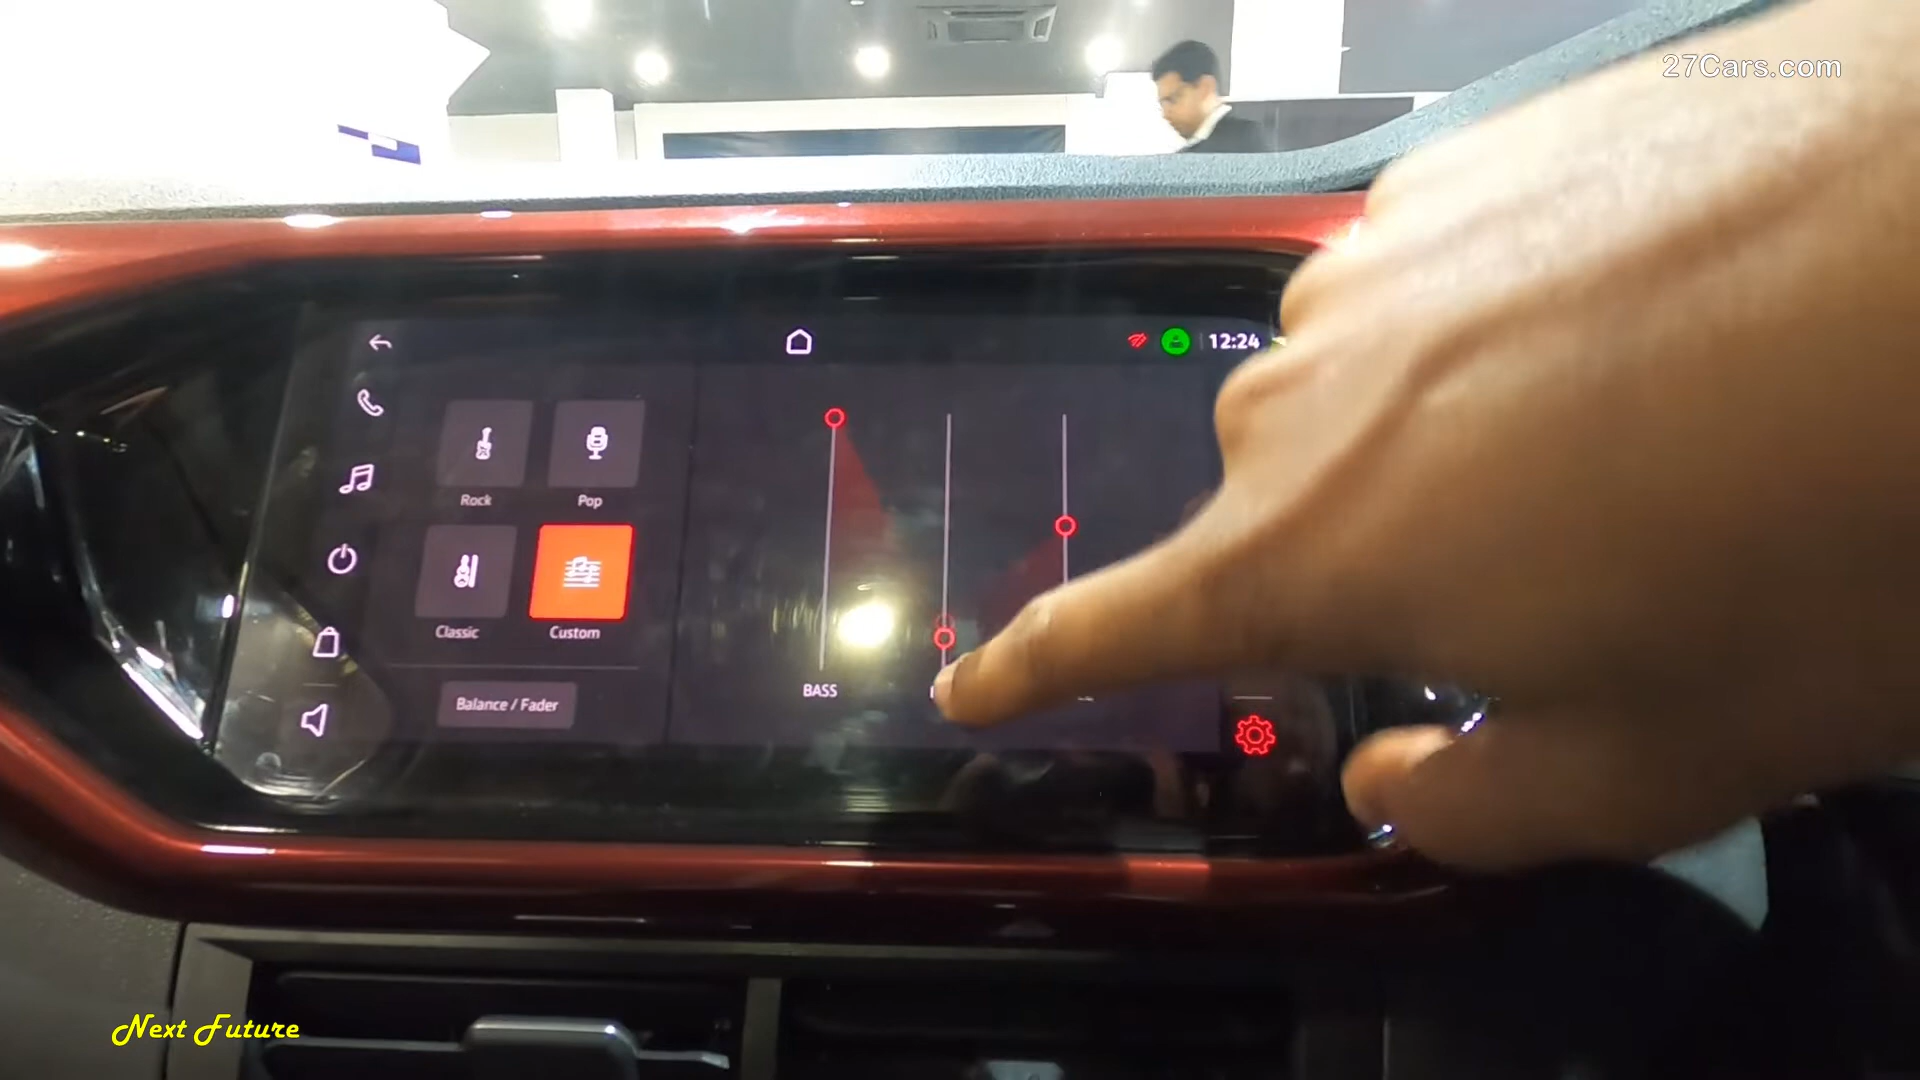 27Cars.com
12:24
Rock
Pop
Classic
Custom
Balance / Fader
BASS
Next Future